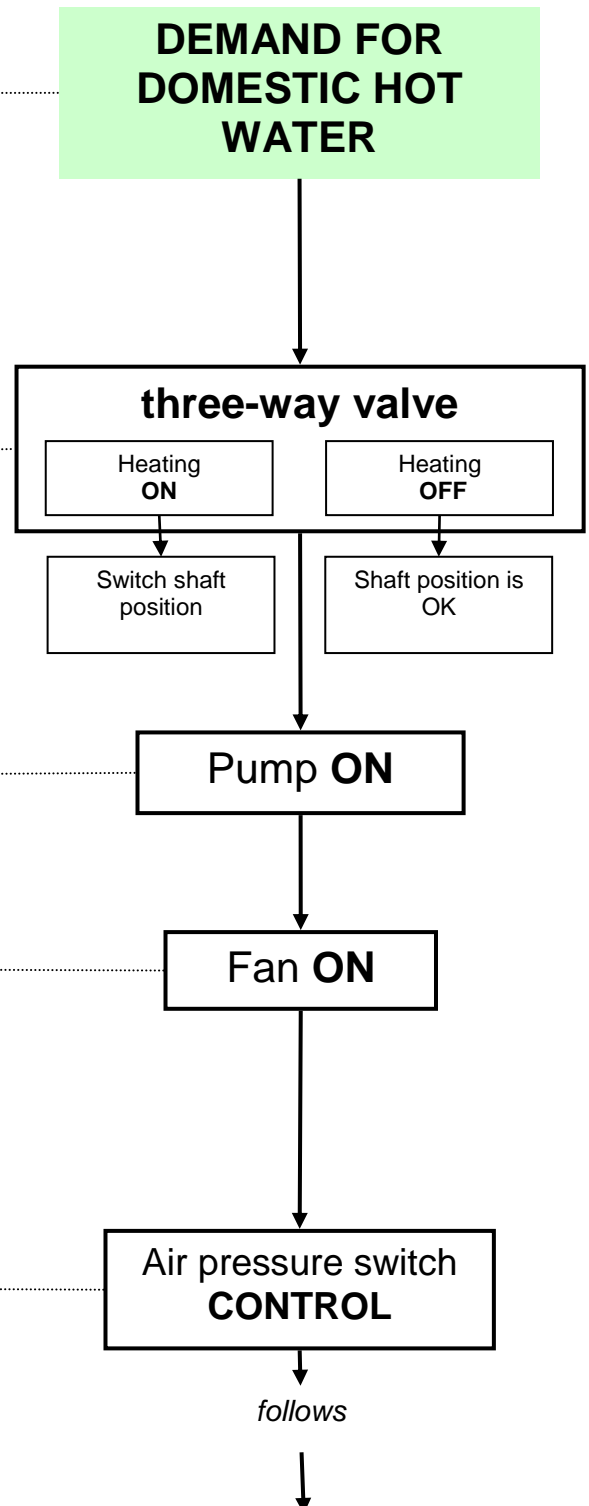 DEMAND FOR
DOMESTIC HOT
WATER
three-way valve
Heating
ON
Heating
OFF
Switch shaft
position
Shaft position is
OK
Pump ON
Fan ON
Air pressure switch
CONTROL
follows